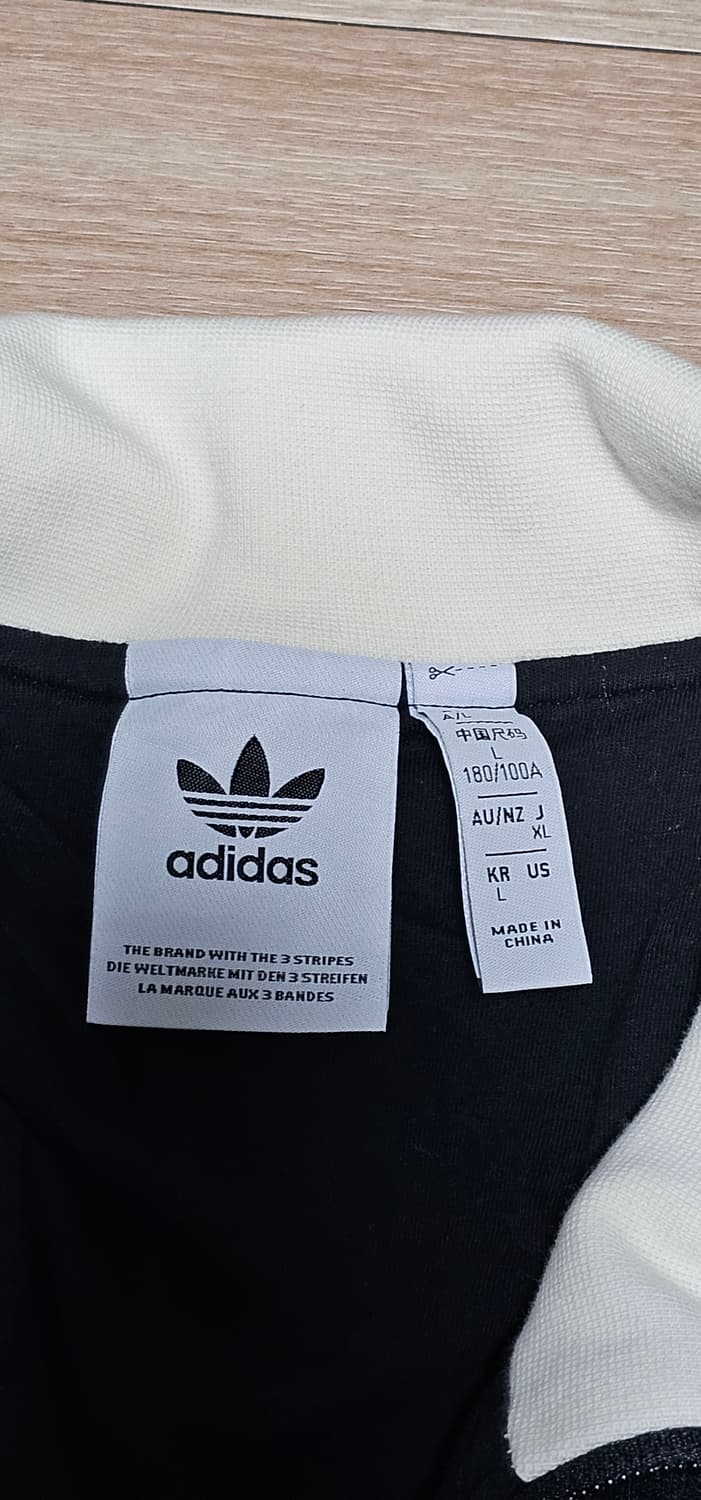 adidas
THE BRAND WITH THE 3 STRIPES
DIE WELTMARKE MIT DEN 3 STREIFEN
LA MARQUE AUX 3 BANDES
A/L
中国尺码
L
180/100A
AU/NZ J
XL
KR US
L
MADE IN
CHINA